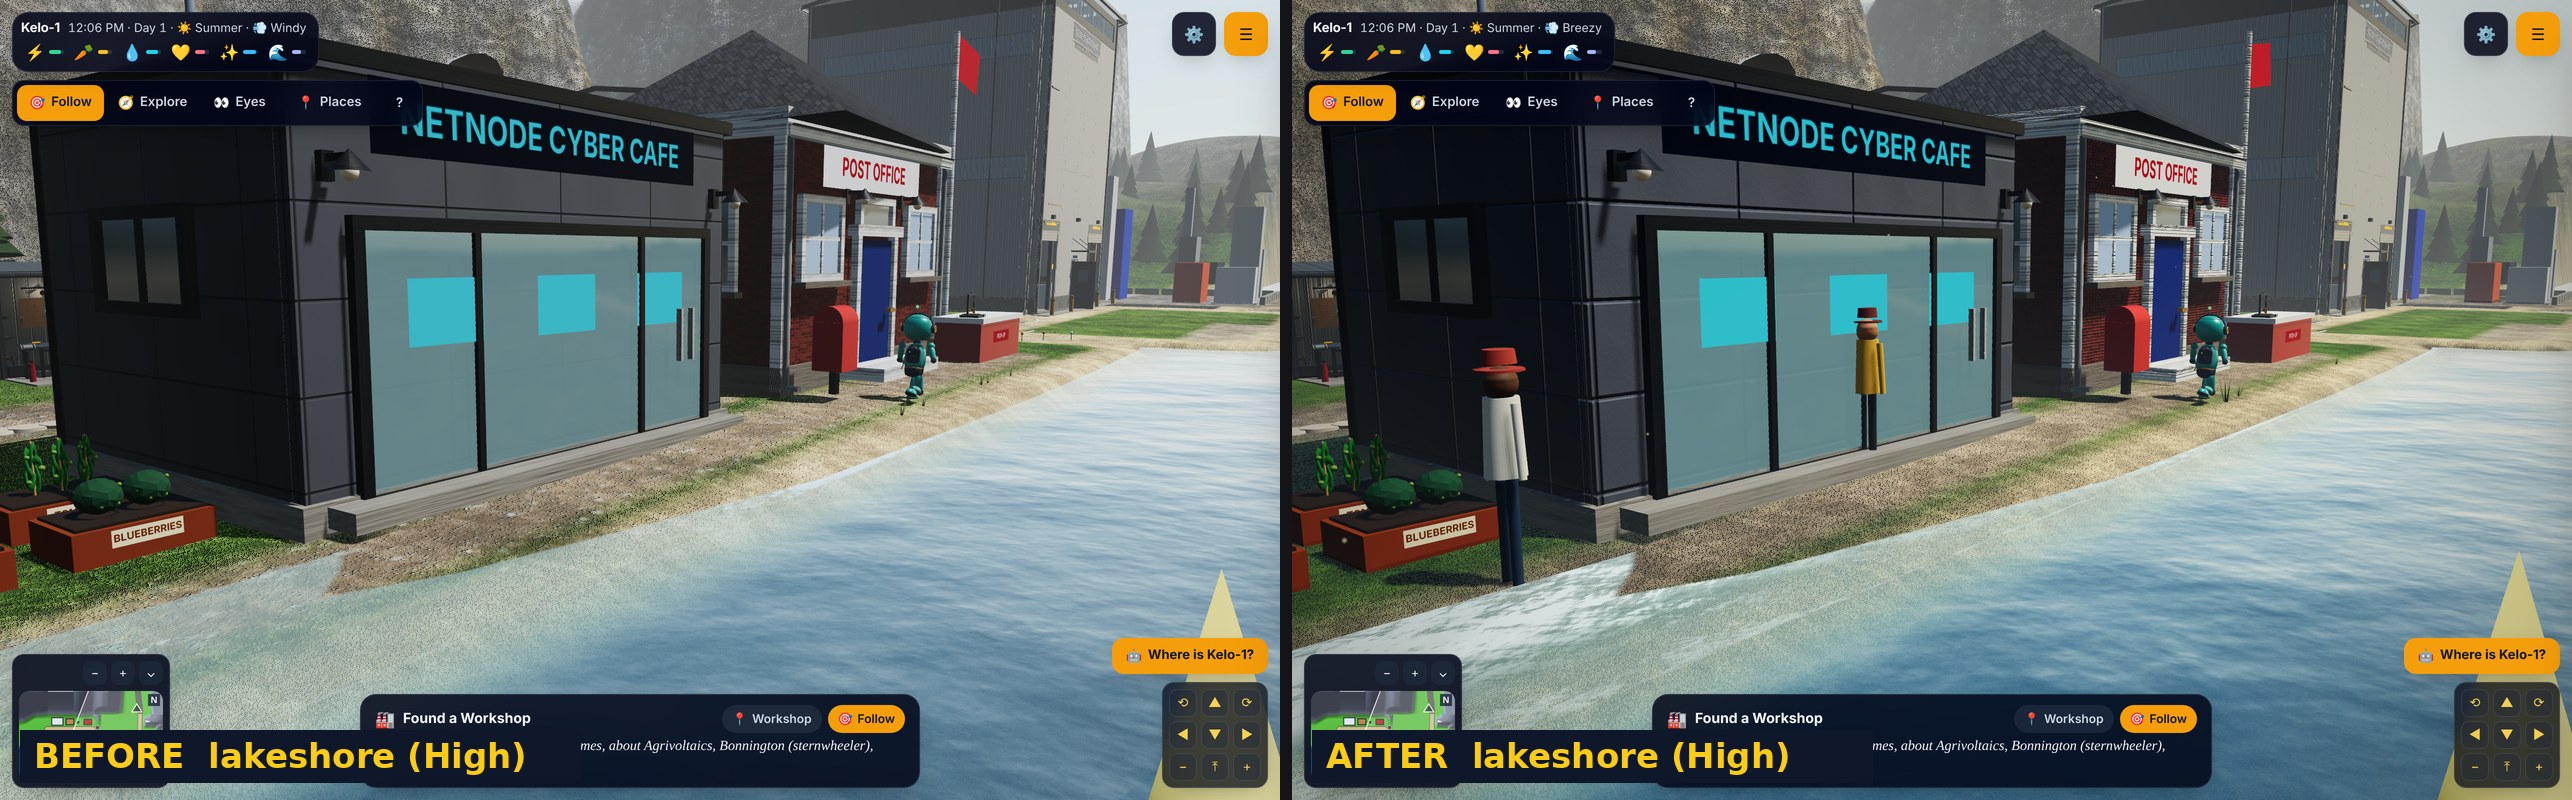 Kelo-1 12:06 PM · Day 1 · ☀️ Summer · 💨 Windy
Follow Explore Eyes Places ?
NETNODE CYBER CAFE
POST OFFICE
BLUEBERRIES
Where is Kelo-1?
N
Found a Workshop
Workshop
Follow
mes, about Agrivoltaics, Bonnington (sternwheeler),
BEFORE lakeshore (High)
Kelo-1 12:06 PM · Day 1 · ☀️ Summer · 💨 Breezy
Follow Explore Eyes Places ?
NETNODE CYBER CAFE
POST OFFICE
BLUEBERRIES
Where is Kelo-1?
N
Found a Workshop
Workshop
Follow
mes, about Agrivoltaics, Bonnington (sternwheeler),
AFTER lakeshore (High)